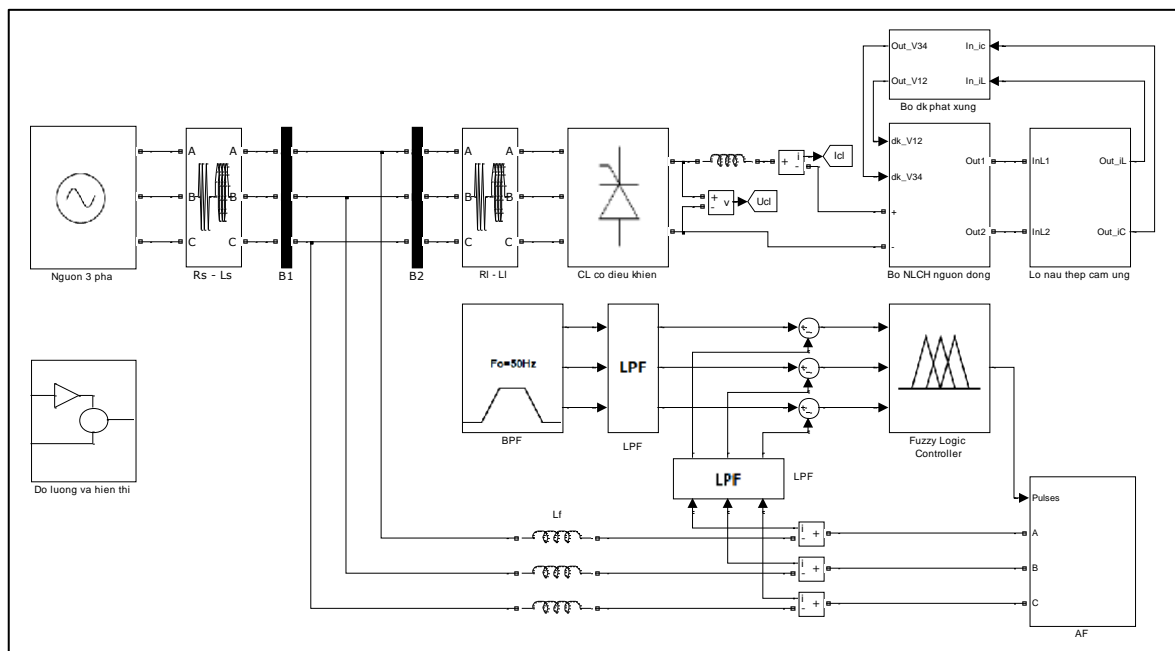 Out_V34 In_ic
Out_V12 In_iL
Bo dk phat xung
A A A A
B B B B
C C C C
Nguon 3 pha
Rs - Ls
B1
B2
Rl - Ll
CL co dieu khien
+ i
-
Icl
+ v
-
Ucl
dk_V12
dk_V34
Out1
+
Out2
-
Bo NLCH nguon dong
InL1 Out_iL
InL2 Out_iC
Lo nau thep cam ung
Fo=50Hz
BPF
LPF
LPF
Fuzzy Logic
Controller
LPF
LPF
Do luong va hien thi
Lf
i
- +
i
- +
i
- +
Pulses
A
B
C
AF